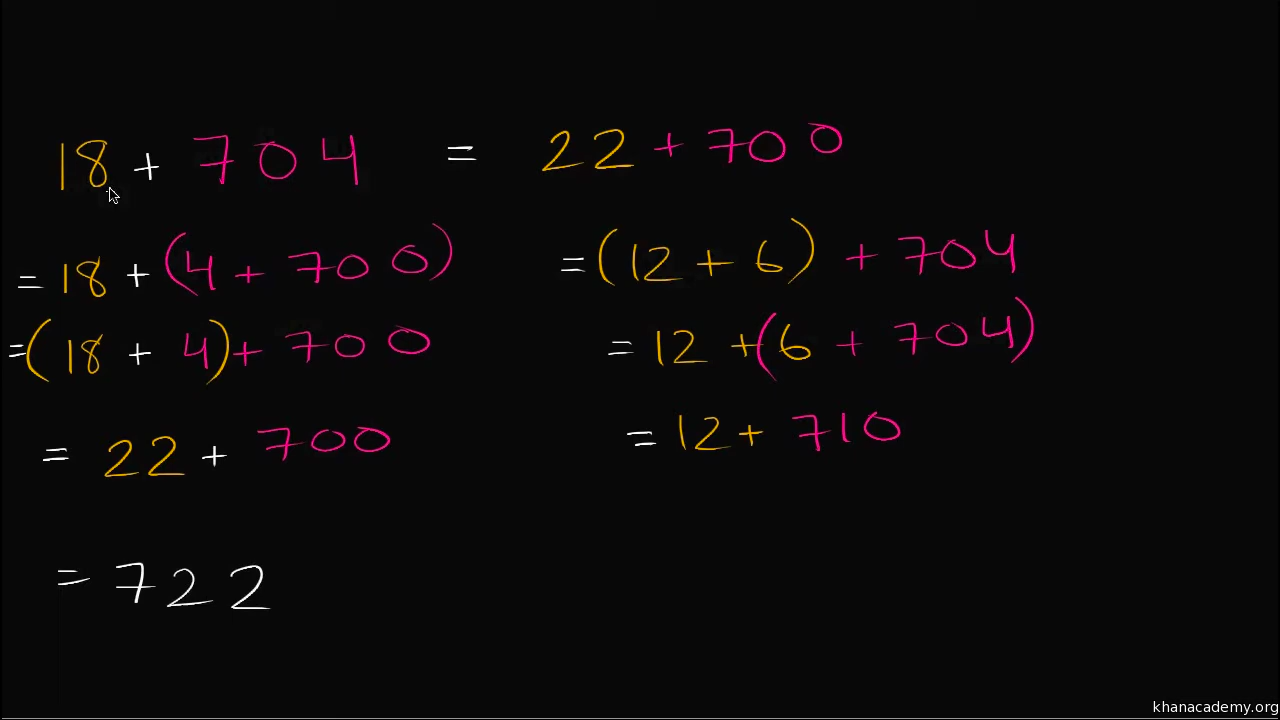 18 + 704 = 22 + 700
= 18 + (4 + 700)
= (18 + 4) + 700
= 22 + 700
= 722
= (12 + 6) + 704
= 12 + (6 + 704)
= 12 + 710
khanacademy.org